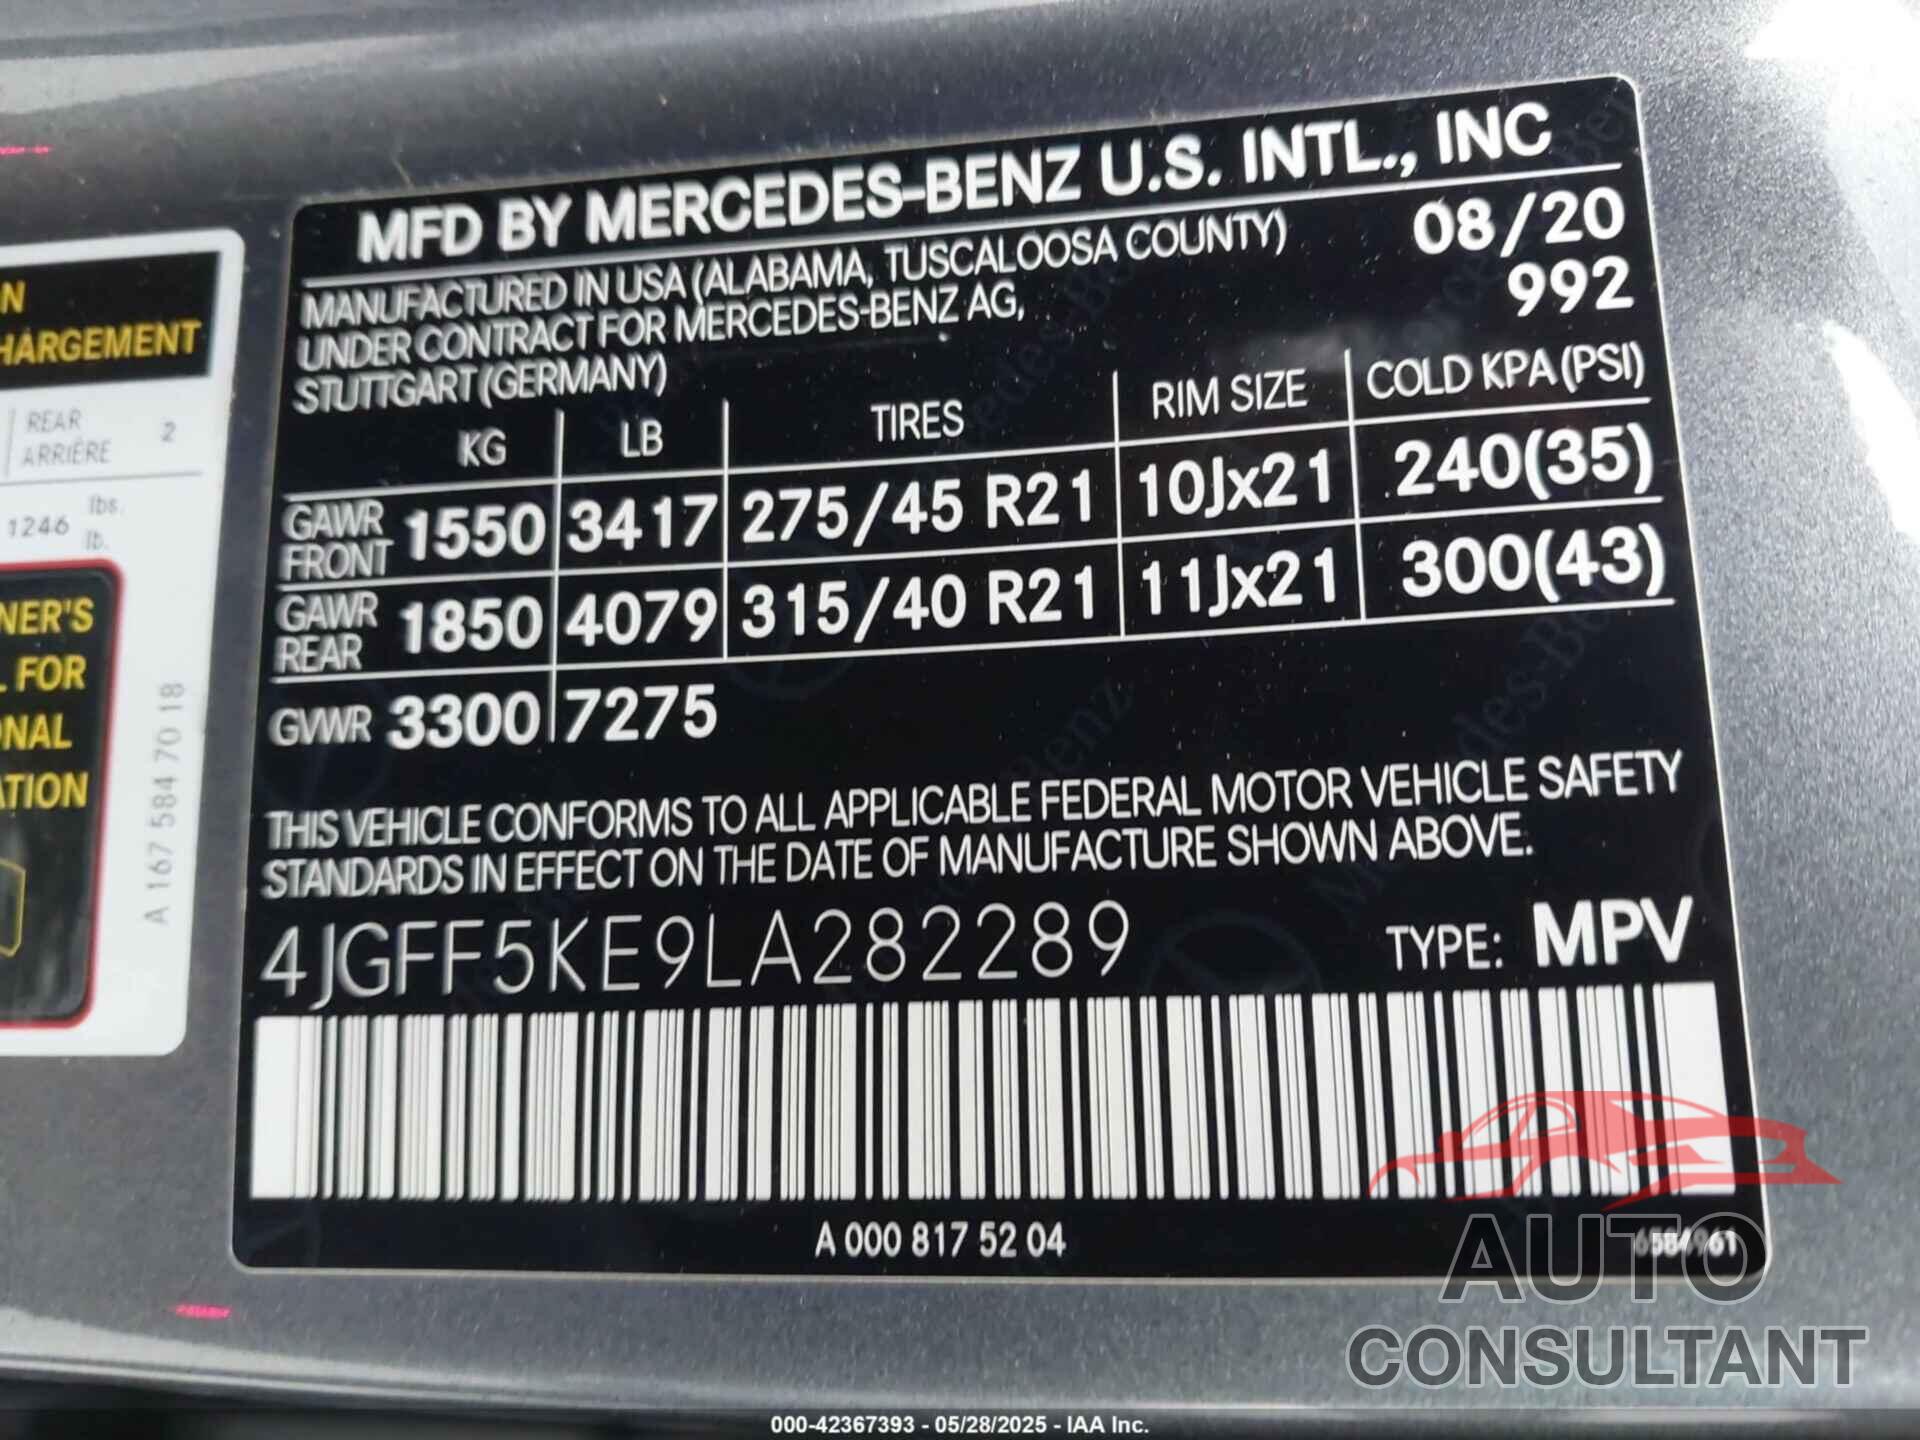 MFD BY MERCEDES-BENZ U.S. INTL., INC
MANUFACTURED IN USA (ALABAMA, TUSCALOOSA COUNTY) 08/20
UNDER CONTRACT FOR MERCEDES-BENZ AG, 992
STUTTGART (GERMANY)
KG LB TIRES RIM SIZE COLD KPA (PSI)
GAWR FRONT 1550 3417 275/45 R21 10Jx21 240(35)
GAWR REAR 1850 4079 315/40 R21 11Jx21 300(43)
GVWR 3300 7275
THIS VEHICLE CONFORMS TO ALL APPLICABLE FEDERAL MOTOR VEHICLE SAFETY
STANDARDS IN EFFECT ON THE DATE OF MANUFACTURE SHOWN ABOVE.
4JGFF5KE9LA282289 TYPE: MPV
A 000 817 52 04
REAR 2
ARRIÈRE
1246 lbs.
lb.
NER'S
FOR
A 167 584 70 18
AUTO
CONSULTANT
000-42367393 - 05/28/2025 - IAA Inc.